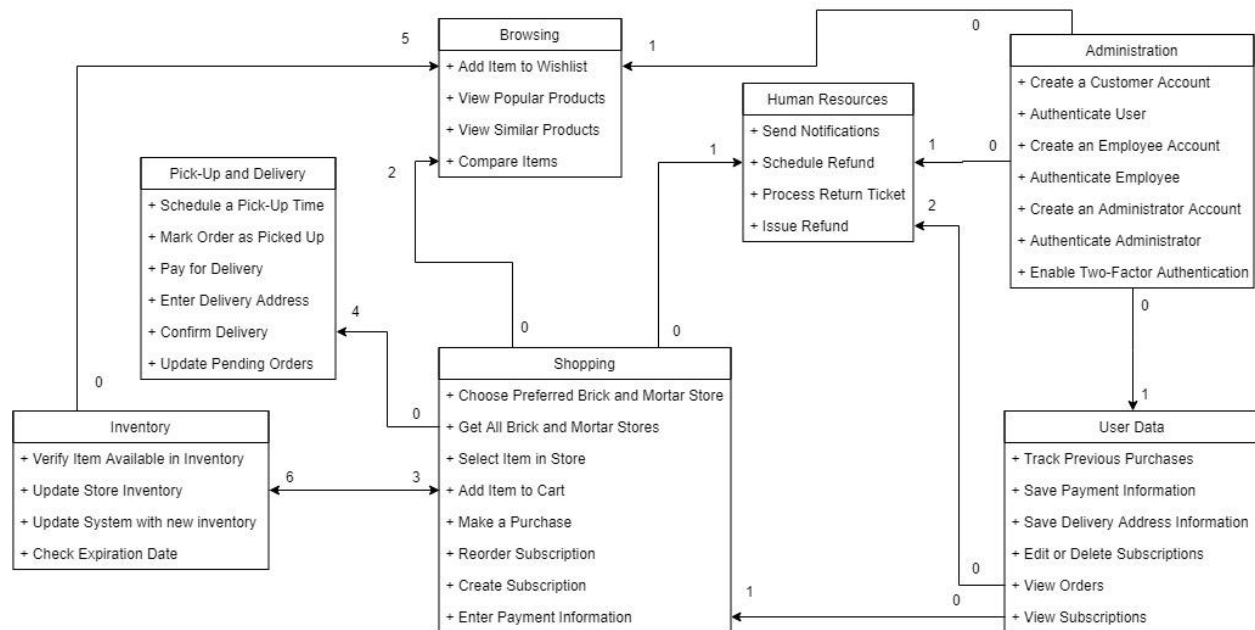 Browsing
+ Add Item to Wishlist
+ View Popular Products
+ View Similar Products
+ Compare Items
Administration
+ Create a Customer Account
+ Authenticate User
+ Create an Employee Account
+ Authenticate Employee
+ Create an Administrator Account
+ Authenticate Administrator
+ Enable Two-Factor Authentication
Human Resources
+ Send Notifications
+ Schedule Refund
+ Process Return Ticket
+ Issue Refund
Pick-Up and Delivery
+ Schedule a Pick-Up Time
+ Mark Order as Picked Up
+ Pay for Delivery
+ Enter Delivery Address
+ Confirm Delivery
+ Update Pending Orders
Inventory
+ Verify Item Available in Inventory
+ Update Store Inventory
+ Update System with new inventory
+ Check Expiration Date
Shopping
+ Choose Preferred Brick and Mortar Store
+ Get All Brick and Mortar Stores
+ Select Item in Store
+ Add Item to Cart
+ Make a Purchase
+ Reorder Subscription
+ Create Subscription
+ Enter Payment Information
User Data
+ Track Previous Purchases
+ Save Payment Information
+ Save Delivery Address Information
+ Edit or Delete Subscriptions
+ View Orders
+ View Subscriptions
5
0
1
0
2
0
1
0
1
0
2
0
4
0
0
1
6
3
1
0